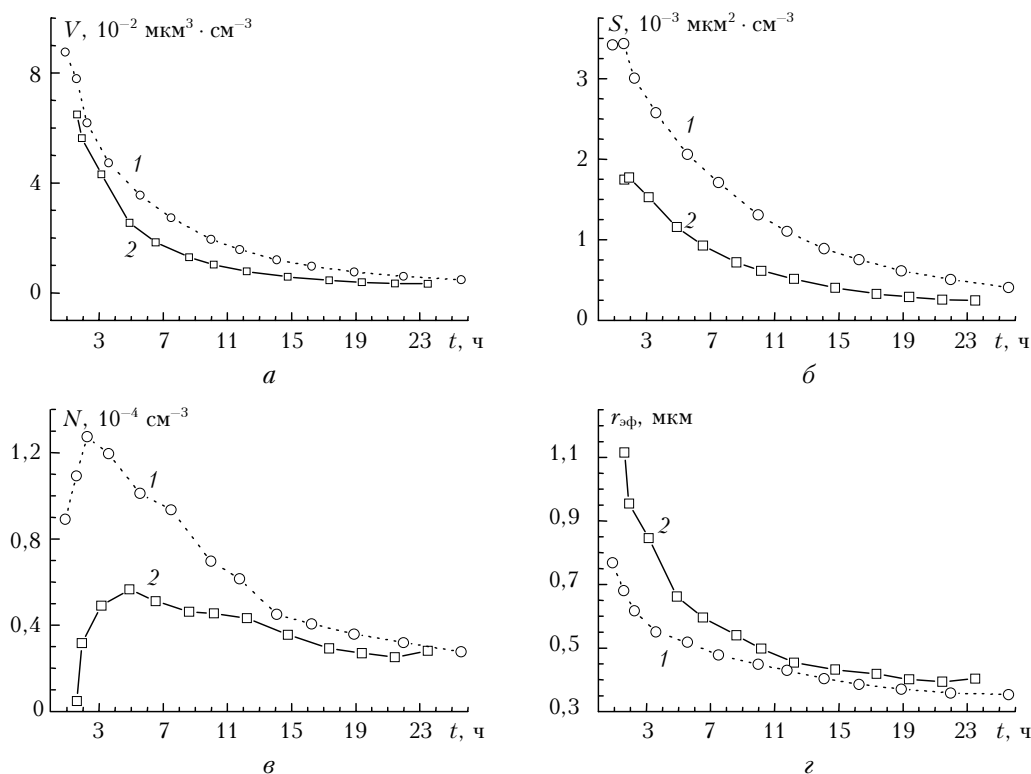 V, 10⁻² мкм³ · см⁻³
8
4
0
1
2
3 7 11 15 19 23 t, ч
а
S, 10⁻³ мкм² · см⁻³
3
2
1
0
1
2
3 7 11 15 19 23 t, ч
б
N, 10⁻⁴ см⁻³
1,2
0,8
0,4
0
1
2
3 7 11 15 19 23 t, ч
в
rэф, мкм
1,1
0,9
0,7
0,5
0,3
2
1
3 7 11 15 19 23 t, ч
г